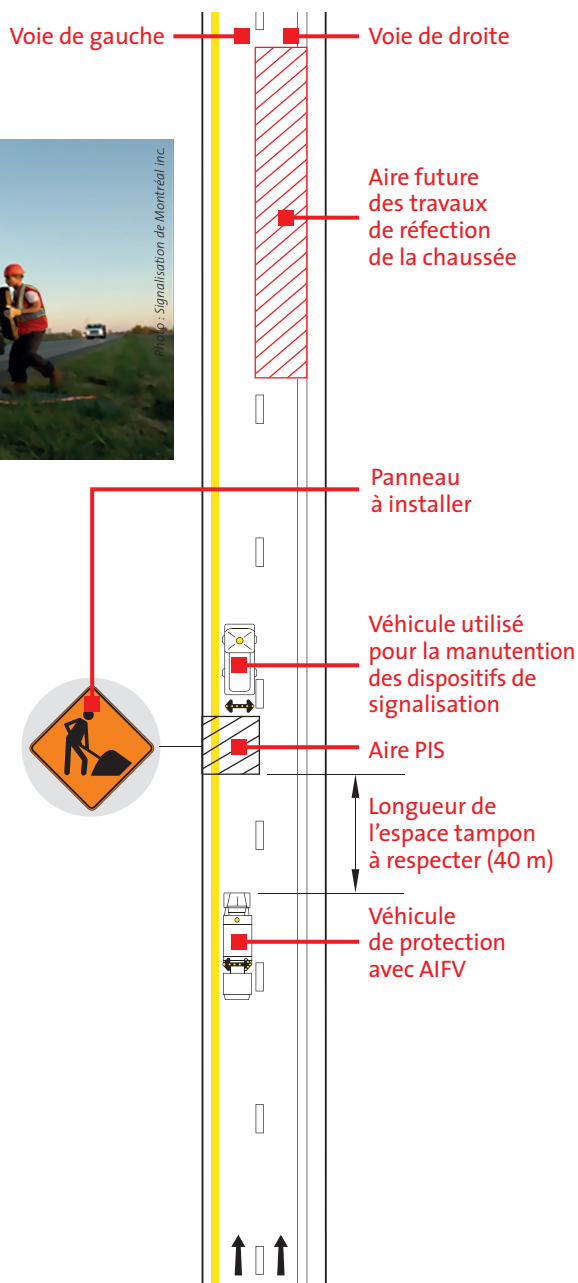 Voie de gauche
Voie de droite
Photo : Signalisation de Montréal inc.
Aire future
des travaux
de réfection
de la chaussée
Panneau
à installer
Véhicule utilisé
pour la manutention
des dispositifs de
signalisation
Aire PIS
Longueur de
l’espace tampon
à respecter (40 m)
Véhicule
de protection
avec AIFV